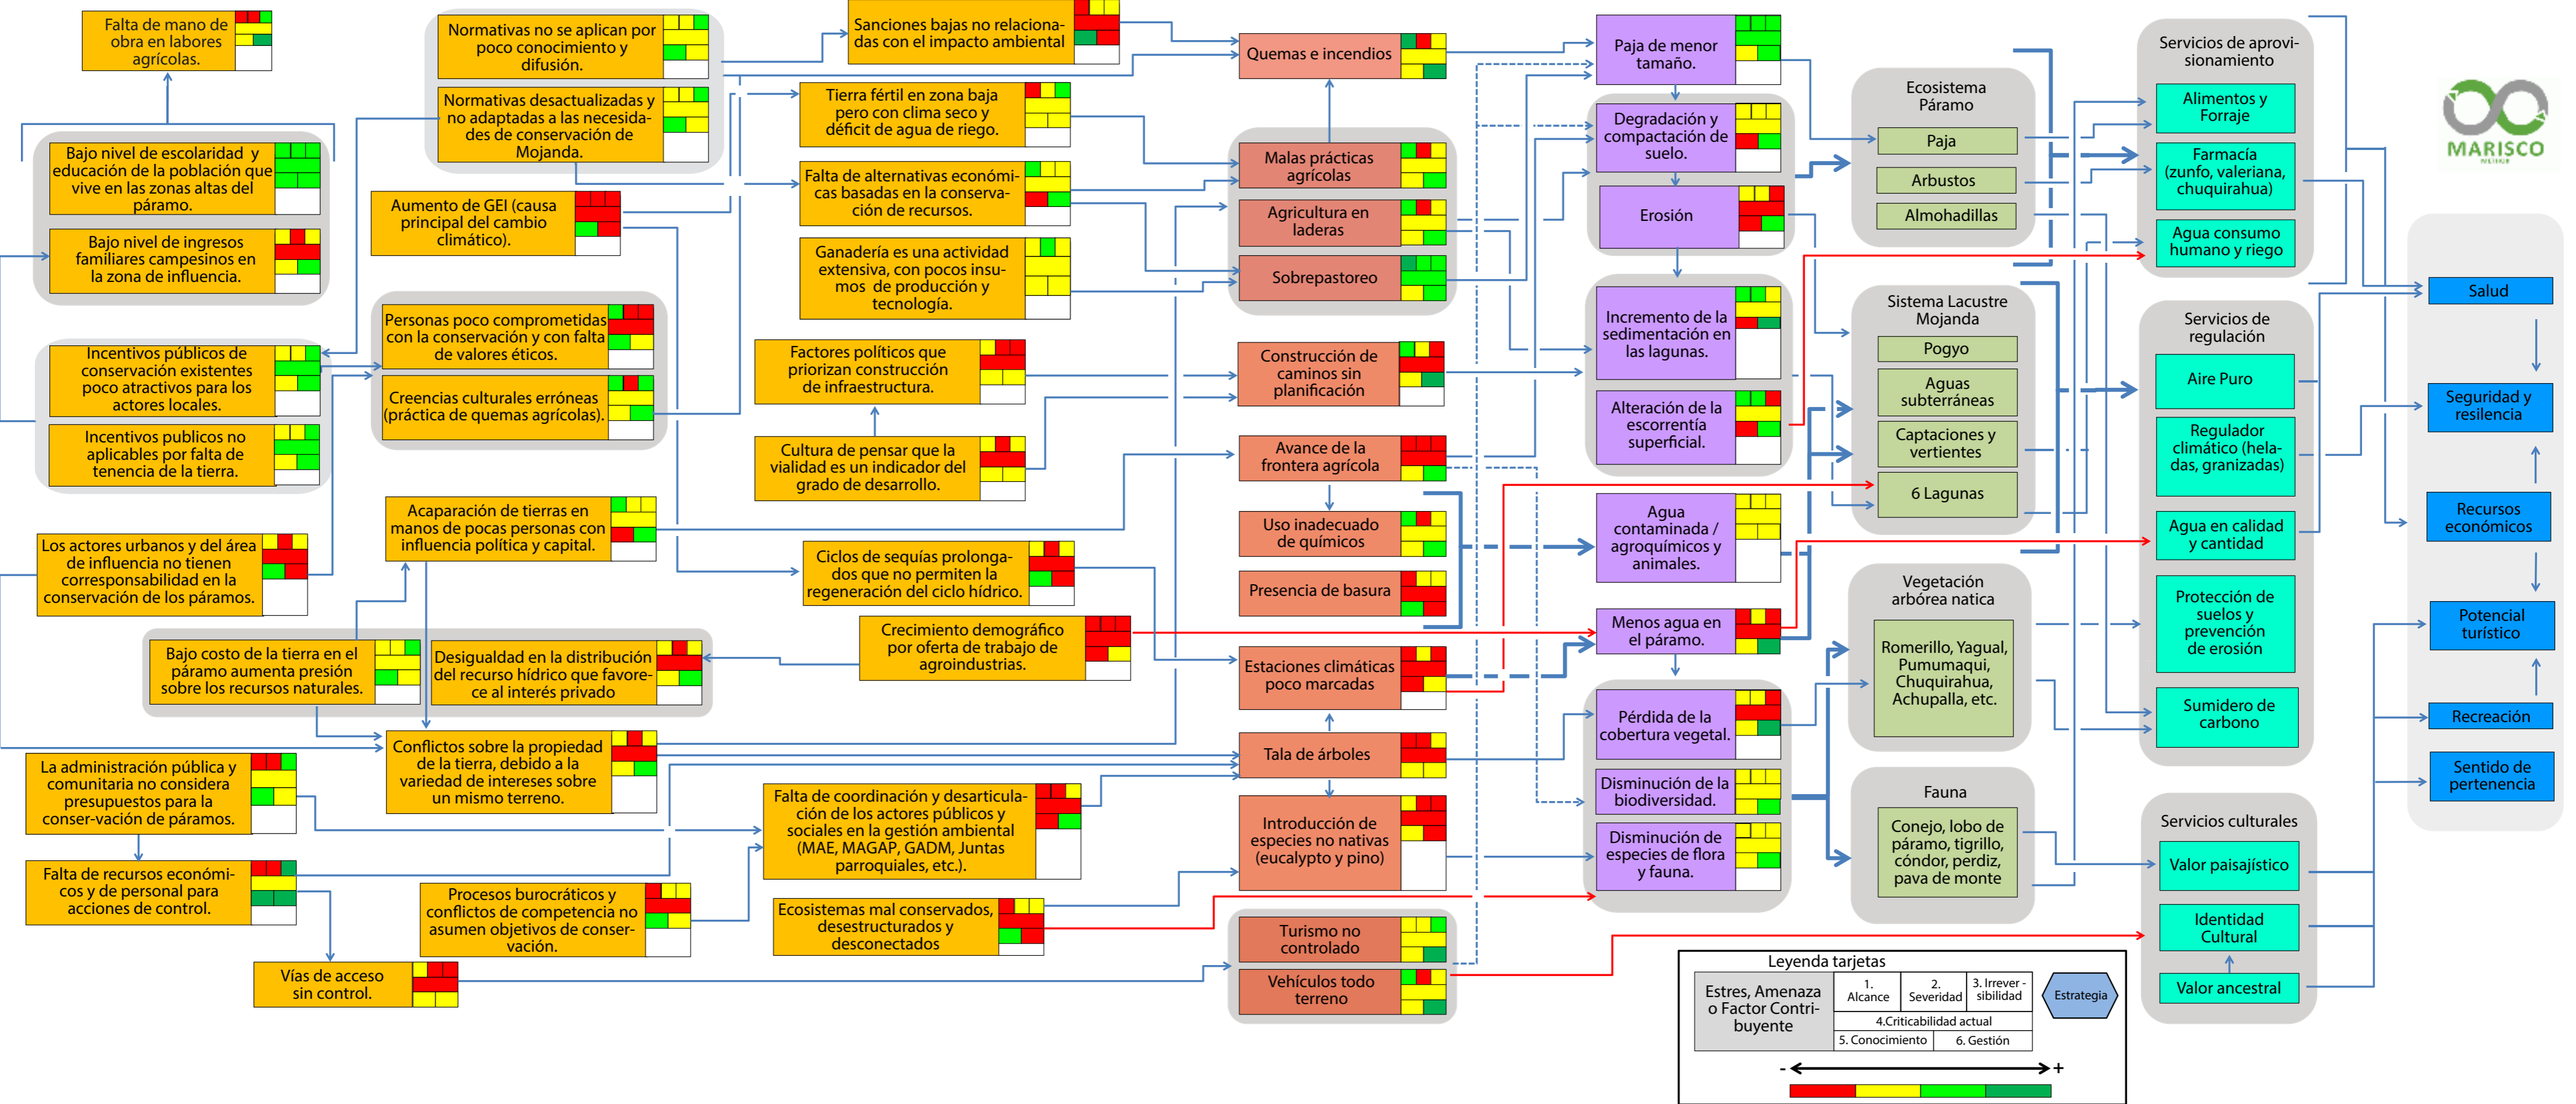 Falta de mano de
obra en labores
agrícolas.
Bajo nivel de escolaridad y
educación de la población que
vive en las zonas altas del
páramo.
Bajo nivel de ingresos
familiares campesinos en
la zona de influencia.
Incentivos públicos de
conservación existentes
poco atractivos para los
actores locales.
Incentivos publicos no
aplicables por falta de
tenencia de la tierra.
Los actores urbanos y del área
de influencia no tienen
corresponsabilidad en la
conservación de los páramos.
Bajo costo de la tierra en el
páramo aumenta presión
sobre los recursos naturales.
La administración pública y
comunitaria no considera
presupuestos para la
conser-vación de páramos.
Falta de recursos económi-
cos y de personal para
acciones de control.
Vías de acceso
sin control.
Normativas no se aplican por
poco conocimiento y
difusión.
Normativas desactualizadas y
no adaptadas a las necesida-
des de conservación de
Mojanda.
Aumento de GEI (causa
principal del cambio
climático).
Personas poco comprometidas
con la conservación y con falta
de valores éticos.
Creencias culturales erróneas
(práctica de quemas agrícolas).
Acaparación de tierras en
manos de pocas personas con
influencia política y capital.
Desigualdad en la distribución
del recurso hídrico que favore-
ce al interés privado
Conflictos sobre la propiedad
de la tierra, debido a la
variedad de intereses sobre
un mismo terreno.
Procesos burocráticos y
conflictos de competencia no
asumen objetivos de conser-
vación.
Sanciones bajas no relaciona-
das con el impacto ambiental
Tierra fértil en zona baja
pero con clima seco y
déficit de agua de riego.
Falta de alternativas económi-
cas basadas en la conserva-
ción de recursos.
Ganadería es una actividad
extensiva, con pocos insu-
mos de producción y
tecnología.
Factores políticos que
priorizan construcción
de infraestructura.
Cultura de pensar que la
vialidad es un indicador del
grado de desarrollo.
Ciclos de sequías prolonga-
dos que no permiten la
regeneración del ciclo hídrico.
Crecimiento demográfico
por oferta de trabajo de
agroindustrias.
Falta de coordinación y desarticula-
ción de los actores públicos y
sociales en la gestión ambiental
(MAE, MAGAP, GADM, Juntas
parroquiales, etc.).
Ecosistemas mal conservados,
desestructurados y
desconectados
Quemas e incendios
Malas prácticas
agrícolas
Agricultura en
laderas
Sobrepastoreo
Construcción de
caminos sin
planificación
Avance de la
frontera agrícola
Uso inadecuado
de químicos
Presencia de basura
Estaciones climáticas
poco marcadas
Tala de árboles
Introducción de
especies no nativas
(eucalypto y pino)
Turismo no
controlado
Vehículos todo
terreno
Paja de menor
tamaño.
Degradación y
compactación de
suelo.
Erosión
Incremento de la
sedimentación en
las lagunas.
Alteración de la
escorrentía
superficial.
Agua
contaminada /
agroquímicos y
animales.
Menos agua en
el páramo.
Pérdida de la
cobertura vegetal.
Disminución de la
biodiversidad.
Disminución de
especies de flora
y fauna.
Ecosistema
Páramo
Paja
Arbustos
Almohadillas
Sistema Lacustre
Mojanda
Pogyo
Aguas
subterráneas
Captaciones y
vertientes
6 Lagunas
Vegetación
arbórea natica
Romerillo, Yagual,
Pumumaqui,
Chuquirahua,
Achupalla, etc.
Fauna
Conejo, lobo de
páramo, tigrillo,
cóndor, perdiz,
pava de monte
Servicios de aprovi-
sionamiento
Alimentos y
Forraje
Farmacía
(zunfo, valeriana,
chuquirahua)
Agua consumo
humano y riego
Servicios de
regulación
Aire Puro
Regulador
climático (hela-
das, granizadas)
Agua en calidad
y cantidad
Protección de
suelos y
prevención
de erosión
Sumidero de
carbono
Servicios culturales
Valor paisajístico
Identidad
Cultural
Valor ancestral
MARISCO
Salud
Seguridad y
resilencia
Recursos
económicos
Potencial
turístico
Recreación
Sentido de
pertenencia
Leyenda tarjetas
Estres, Amenaza
o Factor Contri-
buyente
1.
Alcance
2.
Severidad
3. Irrever -
sibilidad
4.Criticabilidad actual
5. Conocimiento
6. Gestión
Estrategia
- +